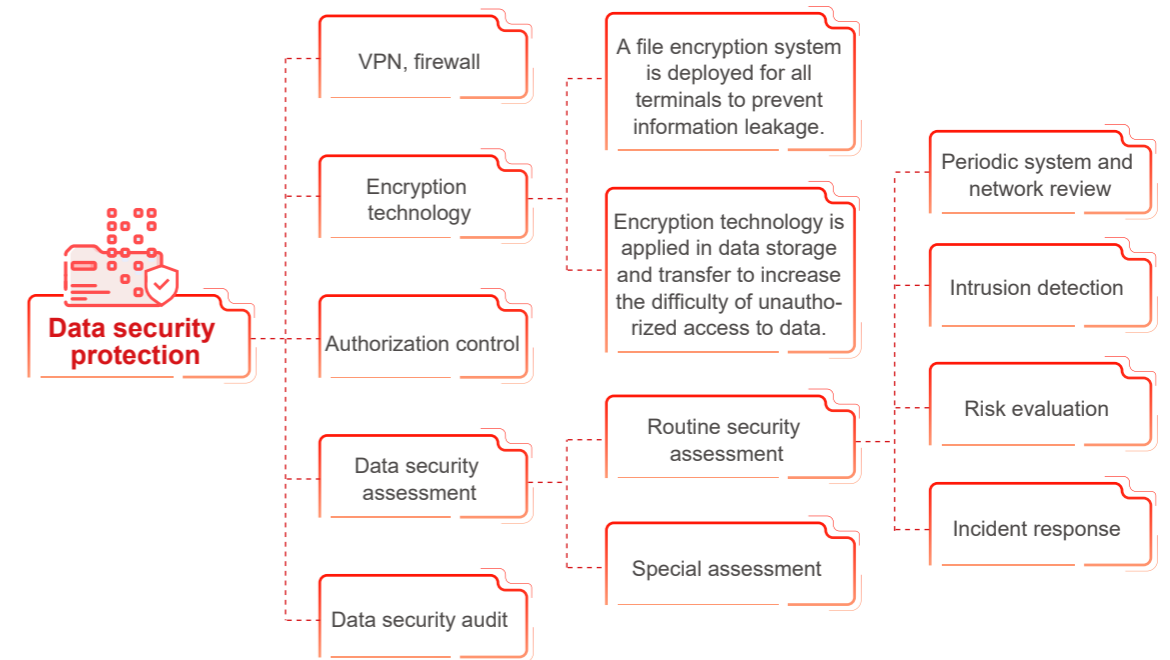 Data security
protection
VPN, firewall
Encryption
technology
Authorization control
Data security
assessment
Data security audit
A file encryption system
is deployed for all
terminals to prevent
information leakage.
Encryption technology is
applied in data storage
and transfer to increase
the difficulty of unautho-
rized access to data.
Routine security
assessment
Special assessment
Periodic system and
network review
Intrusion detection
Risk evaluation
Incident response